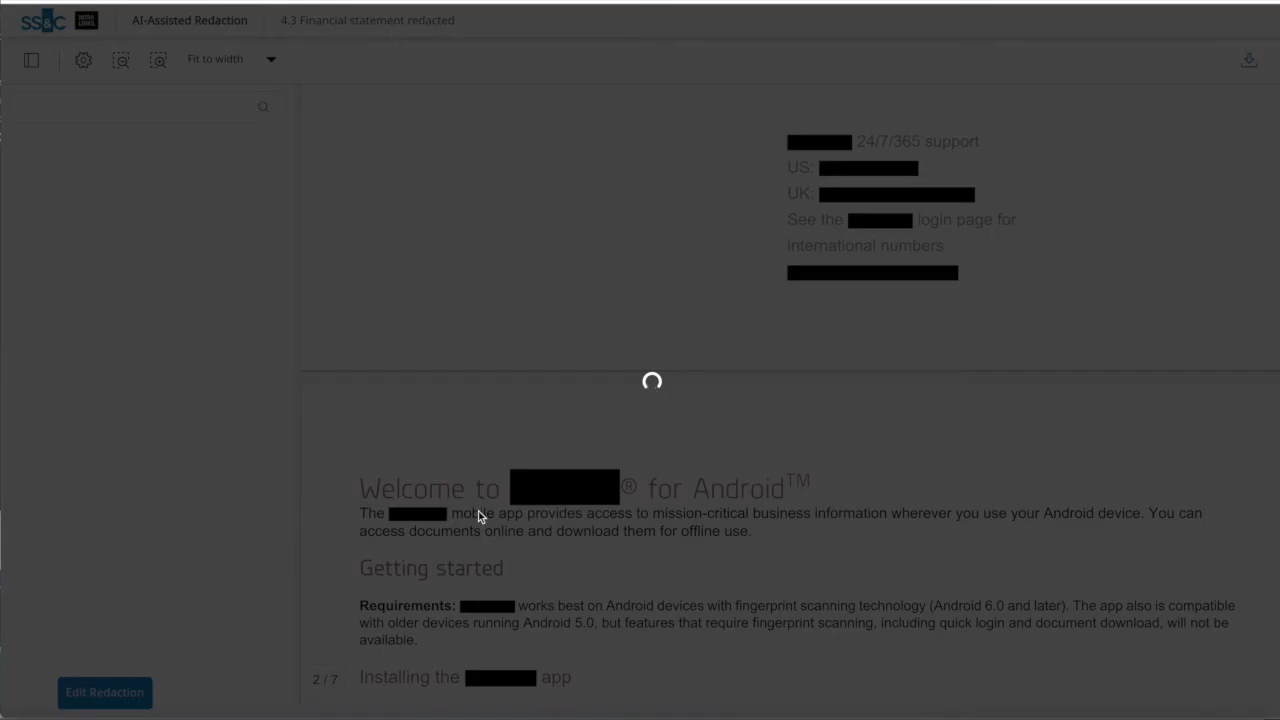 SS&C INTRA LINKS AI-Assisted Redaction 4.3 Financial statement redacted
Fit to width
24/7/365 support
US:
UK:
See the login page for
international numbers
Welcome to ® for Android™
The mobile app provides access to mission-critical business information wherever you use your Android device. You can
access documents online and download them for offline use.
Getting started
Requirements: works best on Android devices with fingerprint scanning technology (Android 6.0 and later). The app also is compatible
with older devices running Android 5.0, but features that require fingerprint scanning, including quick login and document download, will not be
available.
2 / 7
Installing the app
Edit Redaction